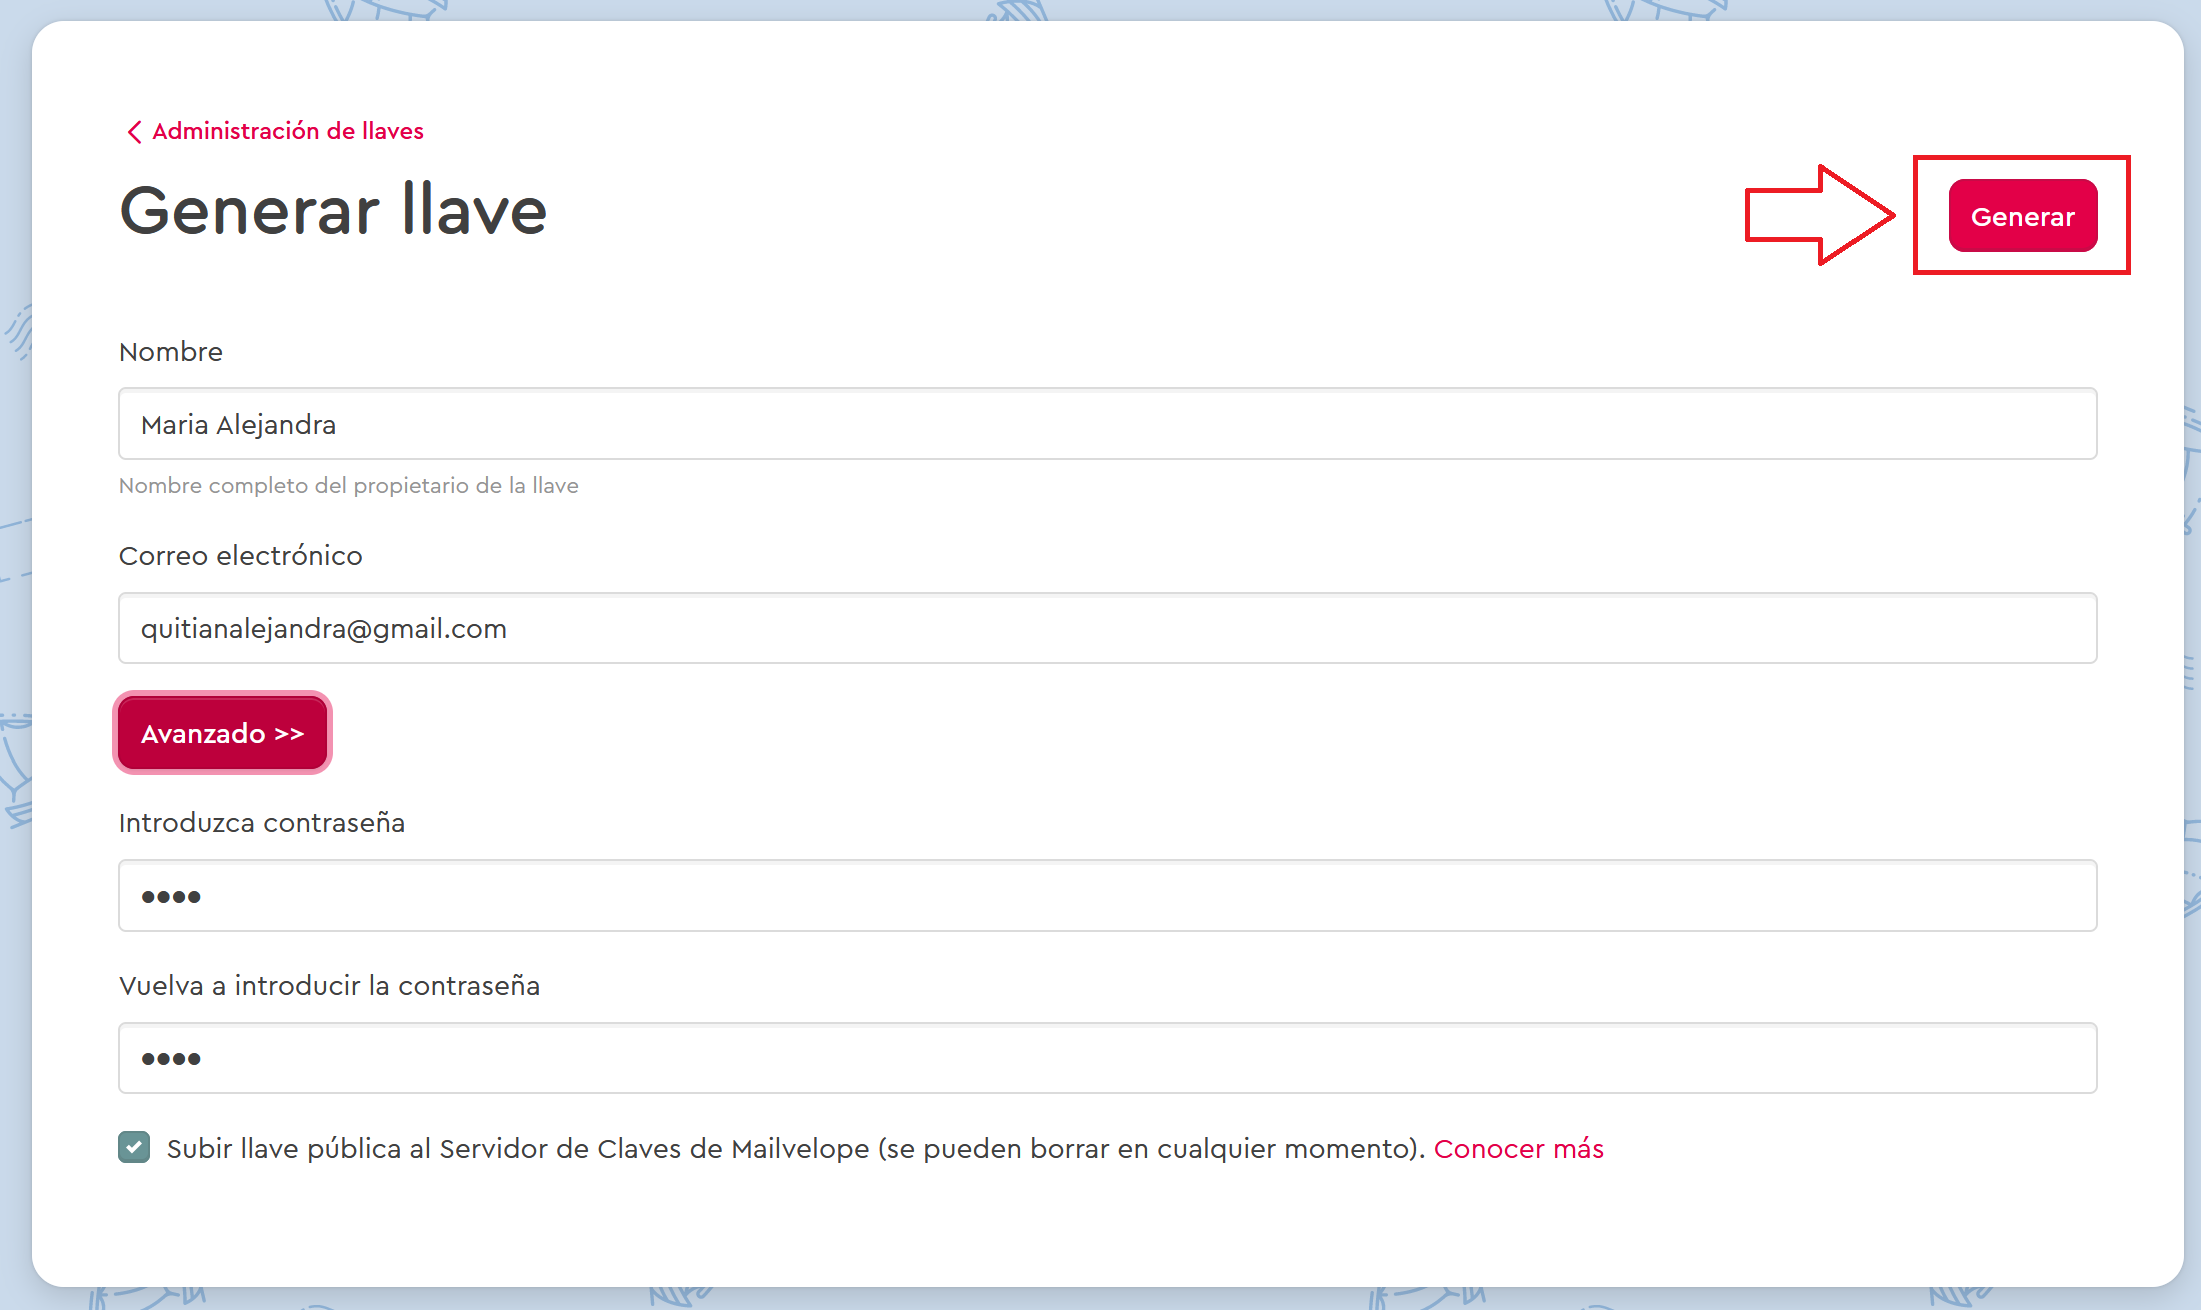 Administración de llaves
Generar llave
Generar
Nombre
Maria Alejandra
Nombre completo del propietario de la llave
Correo electrónico
quitianalejandra@gmail.com
Avanzado >>
Introduzca contraseña
••••
Vuelva a introducir la contraseña
••••
Subir llave pública al Servidor de Claves de Mailvelope (se pueden borrar en cualquier momento). Conocer más